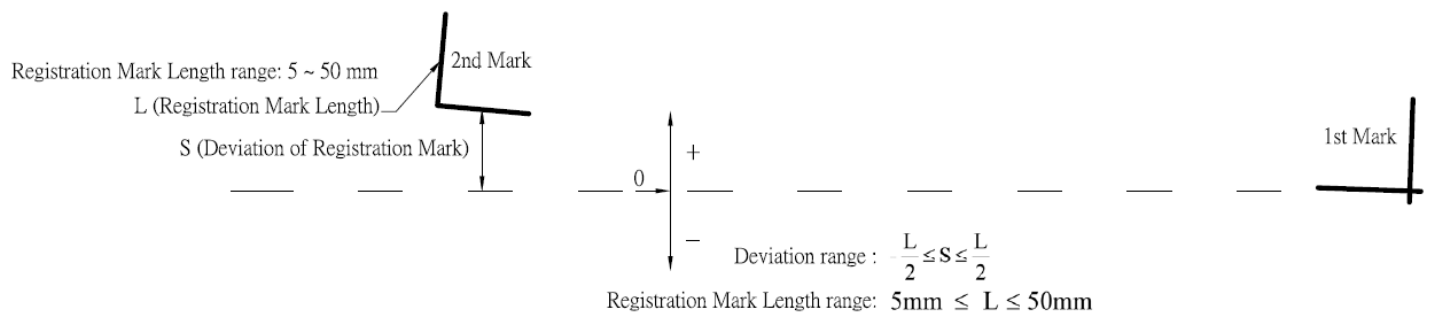 2nd Mark
Registration Mark Length range: 5 ~ 50 mm
L (Registration Mark Length)
1st Mark
S (Deviation of Registration Mark)
+
0
−
Deviation range : -L/2 ≤ S ≤ L/2
Registration Mark Length range: 5mm ≤ L ≤ 50mm